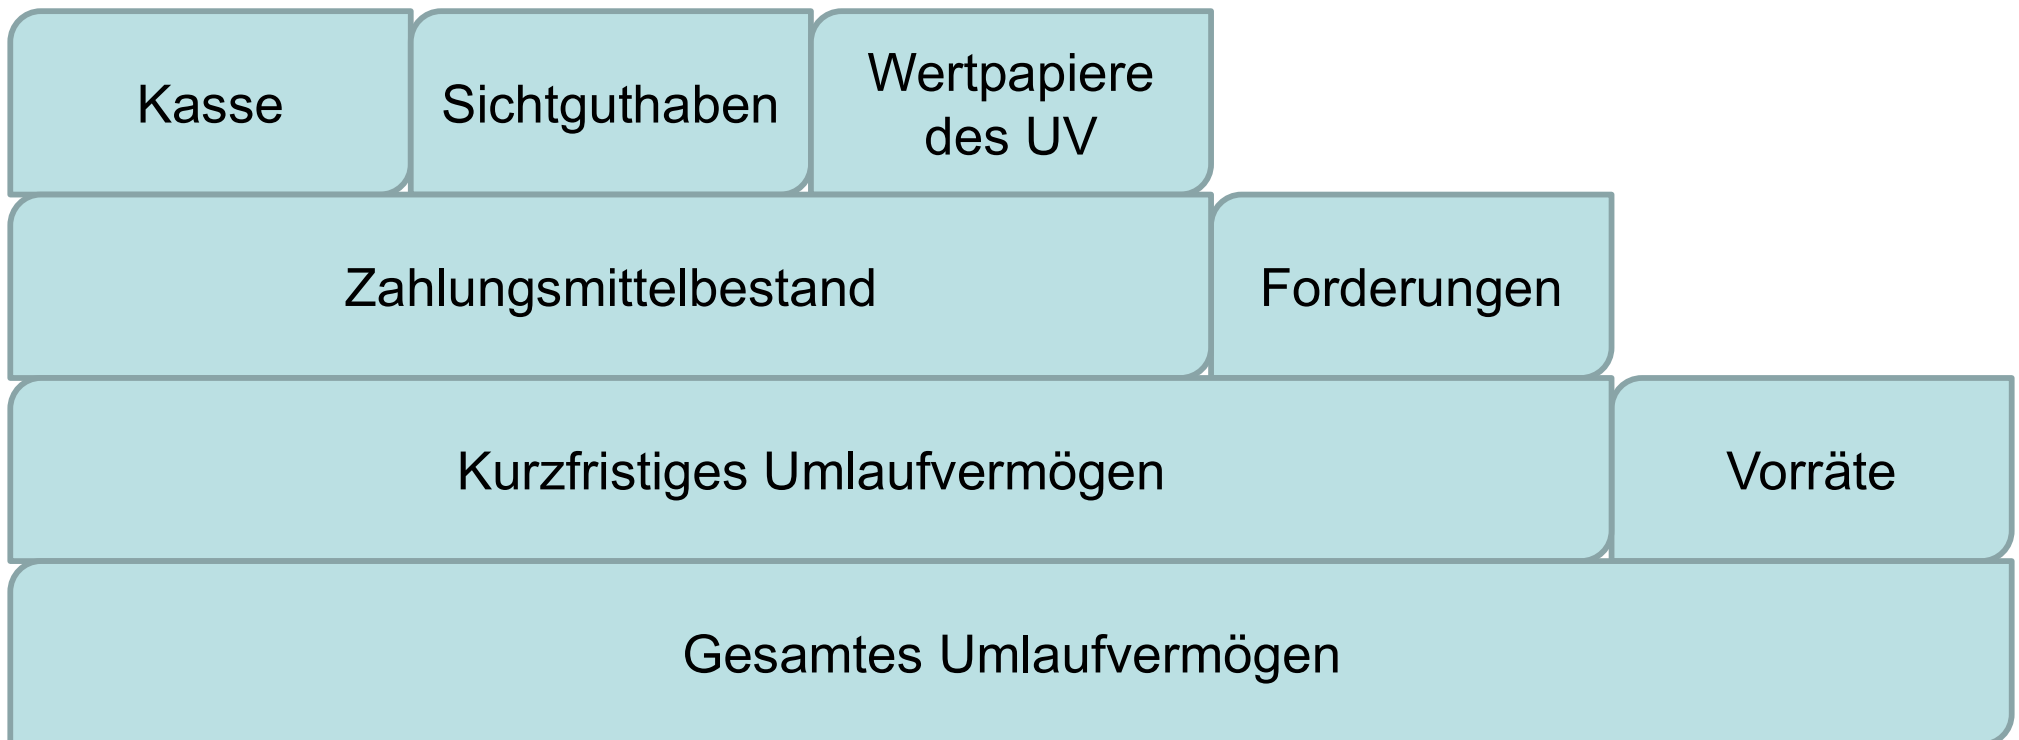 Kasse
Sichtguthaben
Wertpapiere
des UV
Zahlungsmittelbestand
Forderungen
Kurzfristiges Umlaufvermögen
Vorräte
Gesamtes Umlaufvermögen